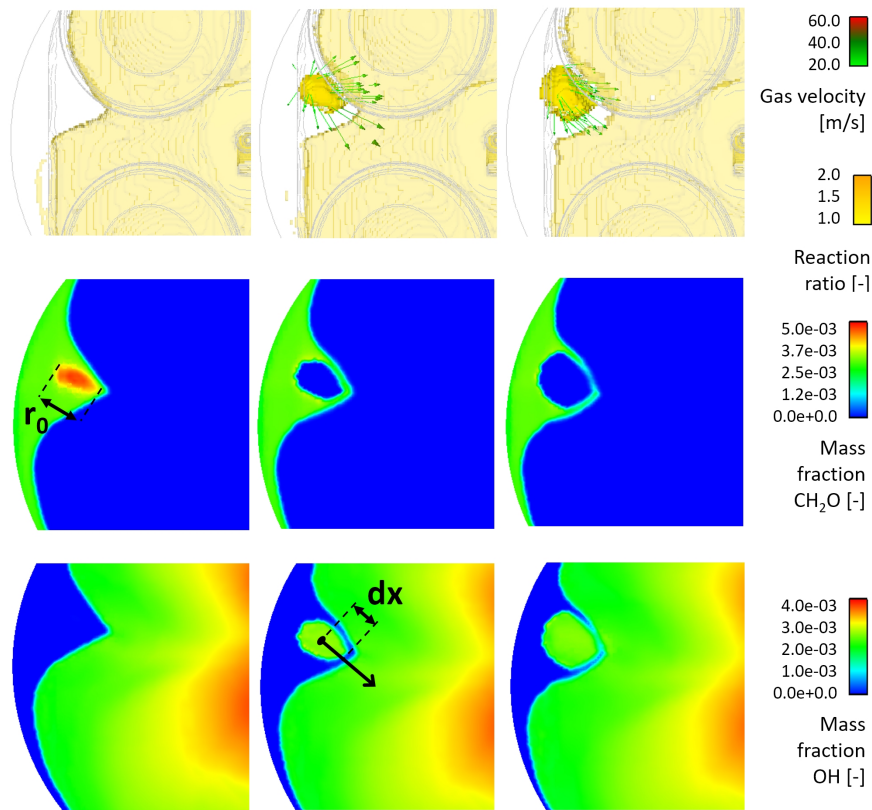 60.0
40.0
20.0
Gas velocity
[m/s]
2.0
1.5
1.0
Reaction
ratio [-]
r₀
5.0e-03
3.7e-03
2.5e-03
1.2e-03
0.0e+0.0
Mass
fraction
CH₂O [-]
dx
4.0e-03
3.0e-03
2.0e-03
1.0e-03
0.0e+0.0
Mass
fraction
OH [-]